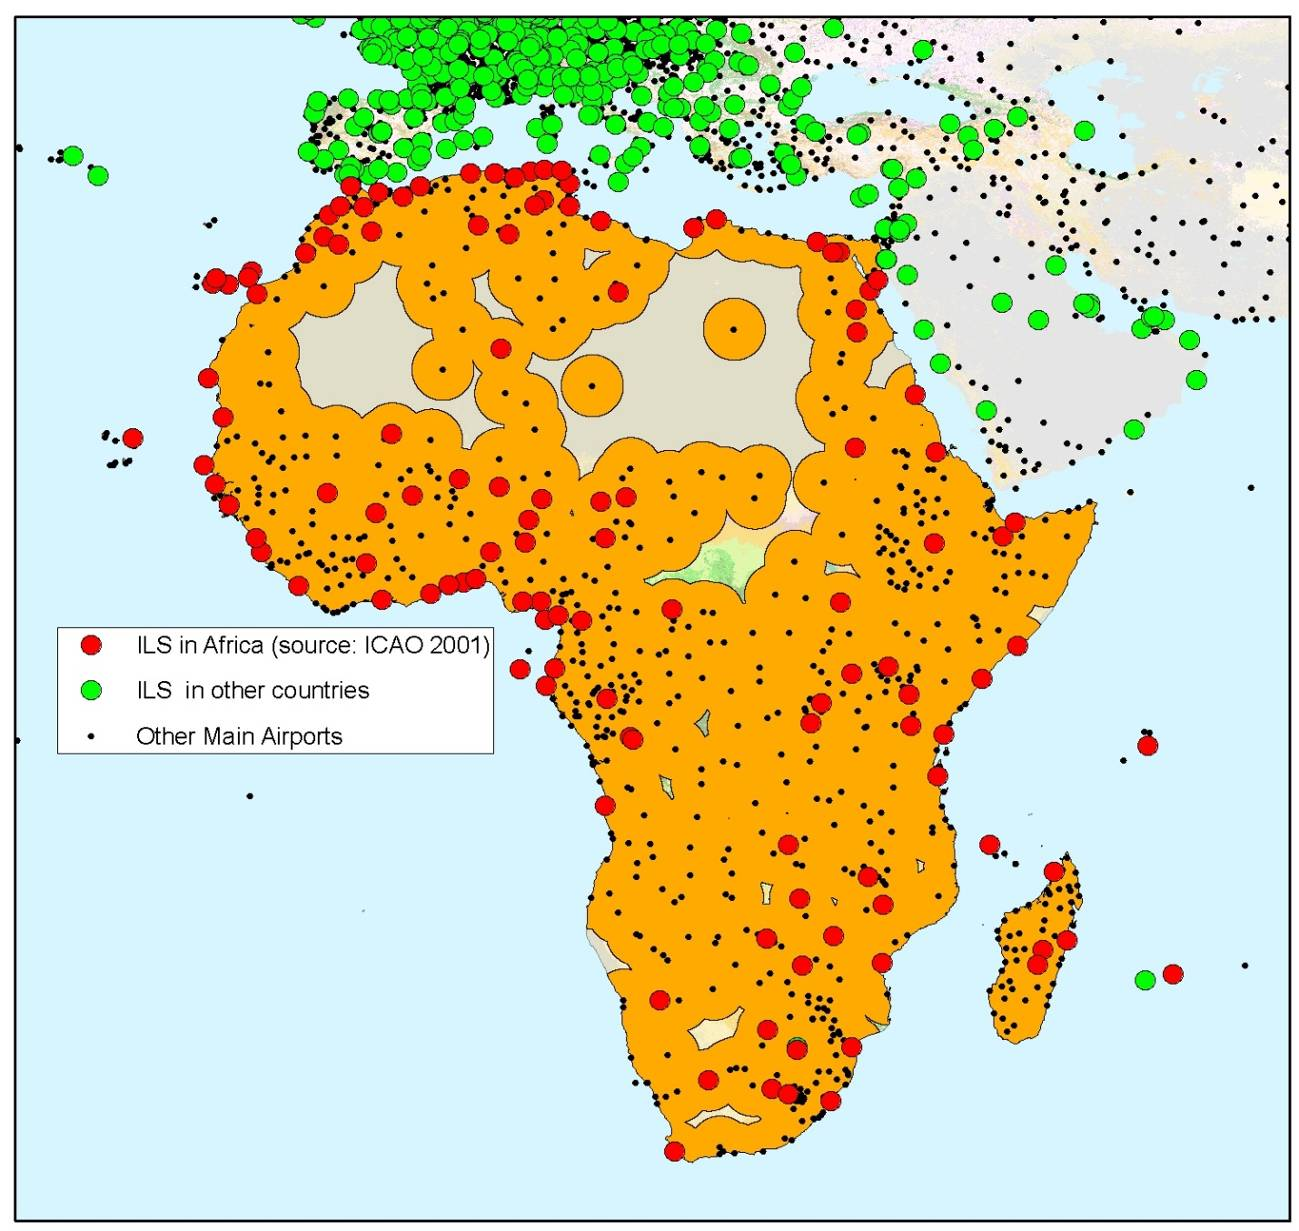 ILS in Africa (source: ICAO 2001)
ILS in other countries
Other Main Airports